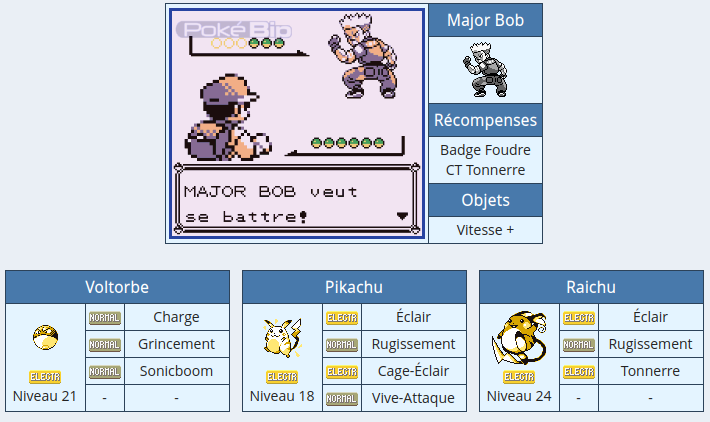 PokéBip
MAJOR BOB veut
se battre!
Major Bob
Récompenses
Badge Foudre
CT Tonnerre
Objets
Vitesse +
Voltorbe
NORMAL Charge
NORMAL Grincement
NORMAL Sonicboom
ELECTR
Niveau 21
- -
Pikachu
ELECTR Éclair
NORMAL Rugissement
ELECTR Cage-Éclair
ELECTR
Niveau 18
NORMAL Vive-Attaque
Raichu
ELECTR Éclair
NORMAL Rugissement
ELECTR Tonnerre
ELECTR
Niveau 24
- -